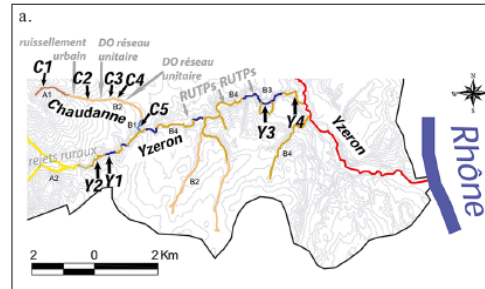 a.
ruissellement
urbain
DO réseau
unitaire
DO réseau
unitaire
C1
C2
C3
C4
A1
B2
Chaudanne
C5
B1
RUTPs
RUTPs
B4
B3
B4
Yzeron
Y3
Y4
Yzeron
Rhône
rejets ruraux
A2
Y2
Y1
B2
B4
2 0 2 Km